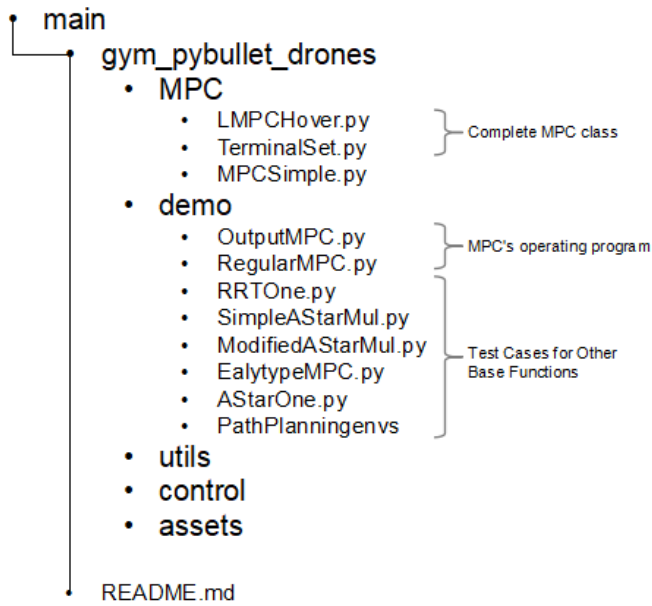 main
gym_pybullet_drones
MPC
LMPCHover.py
TerminalSet.py
Complete MPC class
MPCSimple.py
demo
OutputMPC.py
RegularMPC.py
MPC's operating program
RRTOne.py
SimpleAStarMul.py
ModifiedAStarMul.py
EalytypeMPC.py
AStarOne.py
PathPlanningenvs
Test Cases for Other
Base Functions
utils
control
assets
README.md